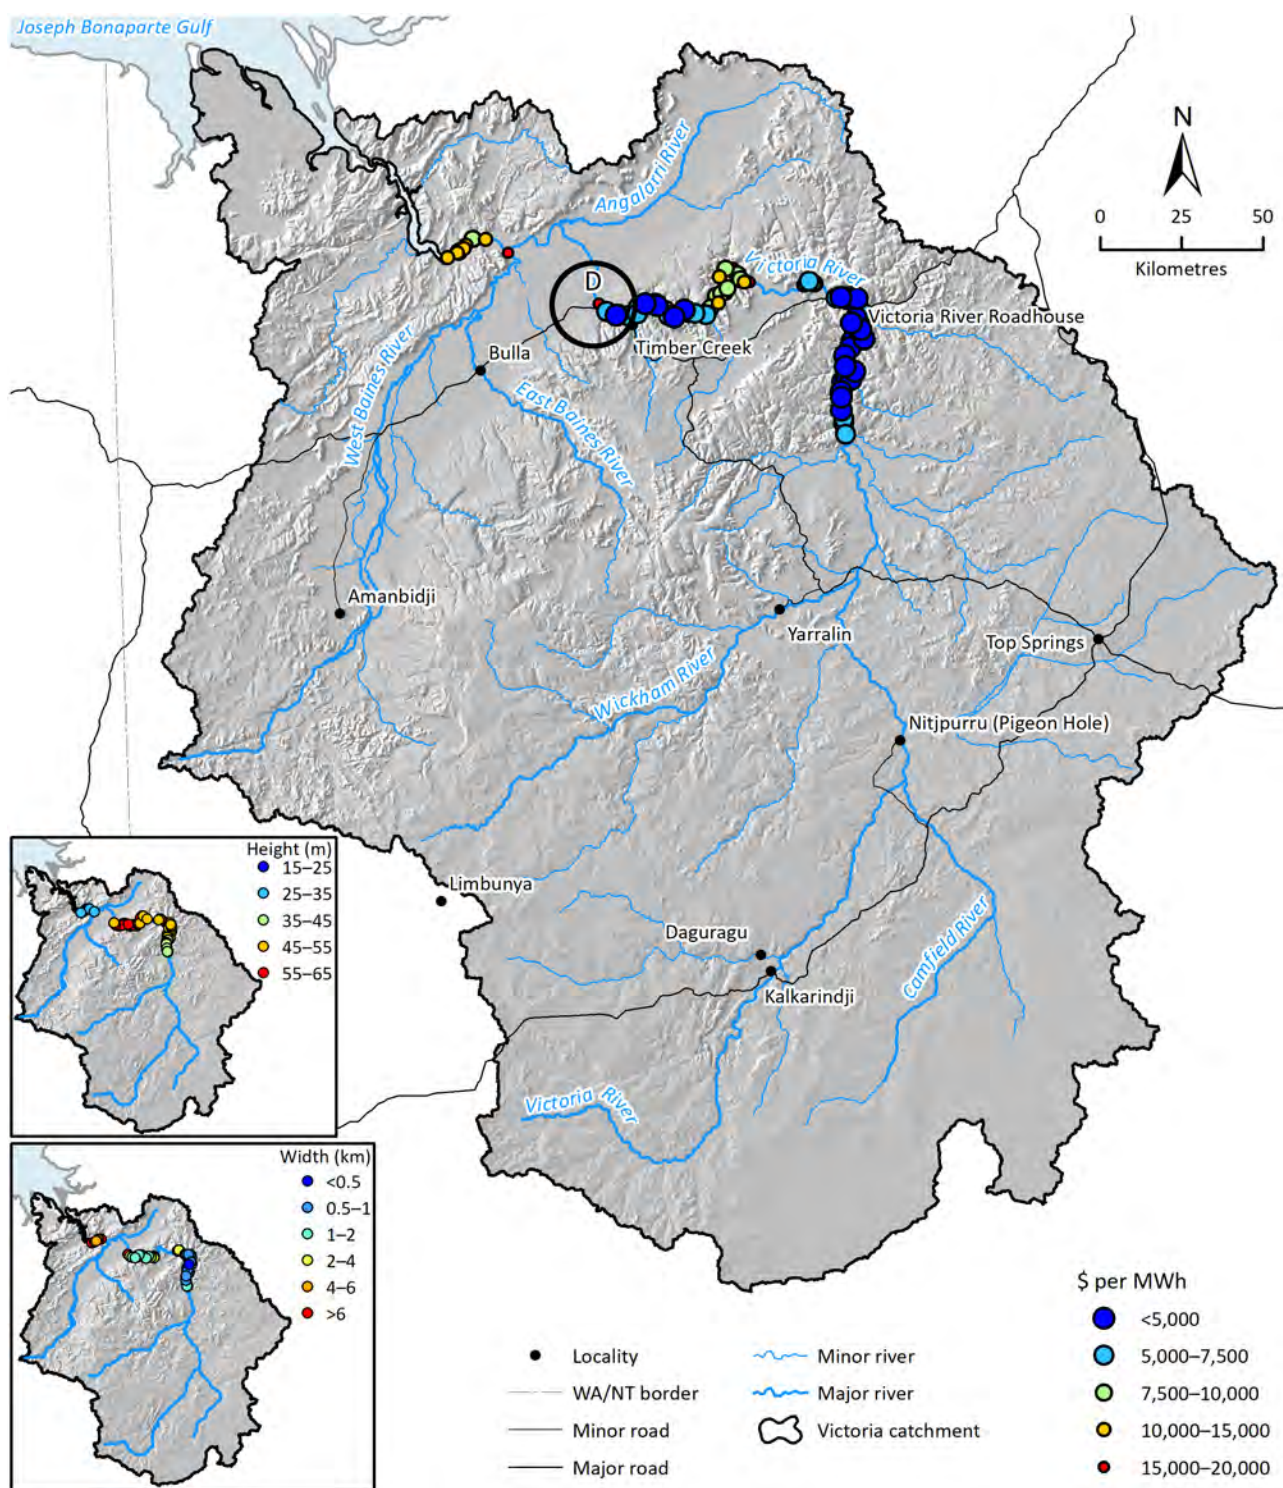 Joseph Bonaparte Gulf
N
0 25 50
Kilometres
Angalarri River
Victoria River
D
Victoria River Roadhouse
Timber Creek
Bulla
West Baines River
East Baines River
Amanbidji
Yarralin
Top Springs
Wickham River
Nitjpurru (Pigeon Hole)
Limbunya
Daguragu
Kalkarindji
Camfield River
Victoria River
Height (m)
15–25
25–35
35–45
45–55
55–65
Width (km)
<0.5
0.5–1
1–2
2–4
4–6
>6
Locality
WA/NT border
Minor road
Major road
Minor river
Major river
Victoria catchment
$ per MWh
<5,000
5,000–7,500
7,500–10,000
10,000–15,000
15,000–20,000